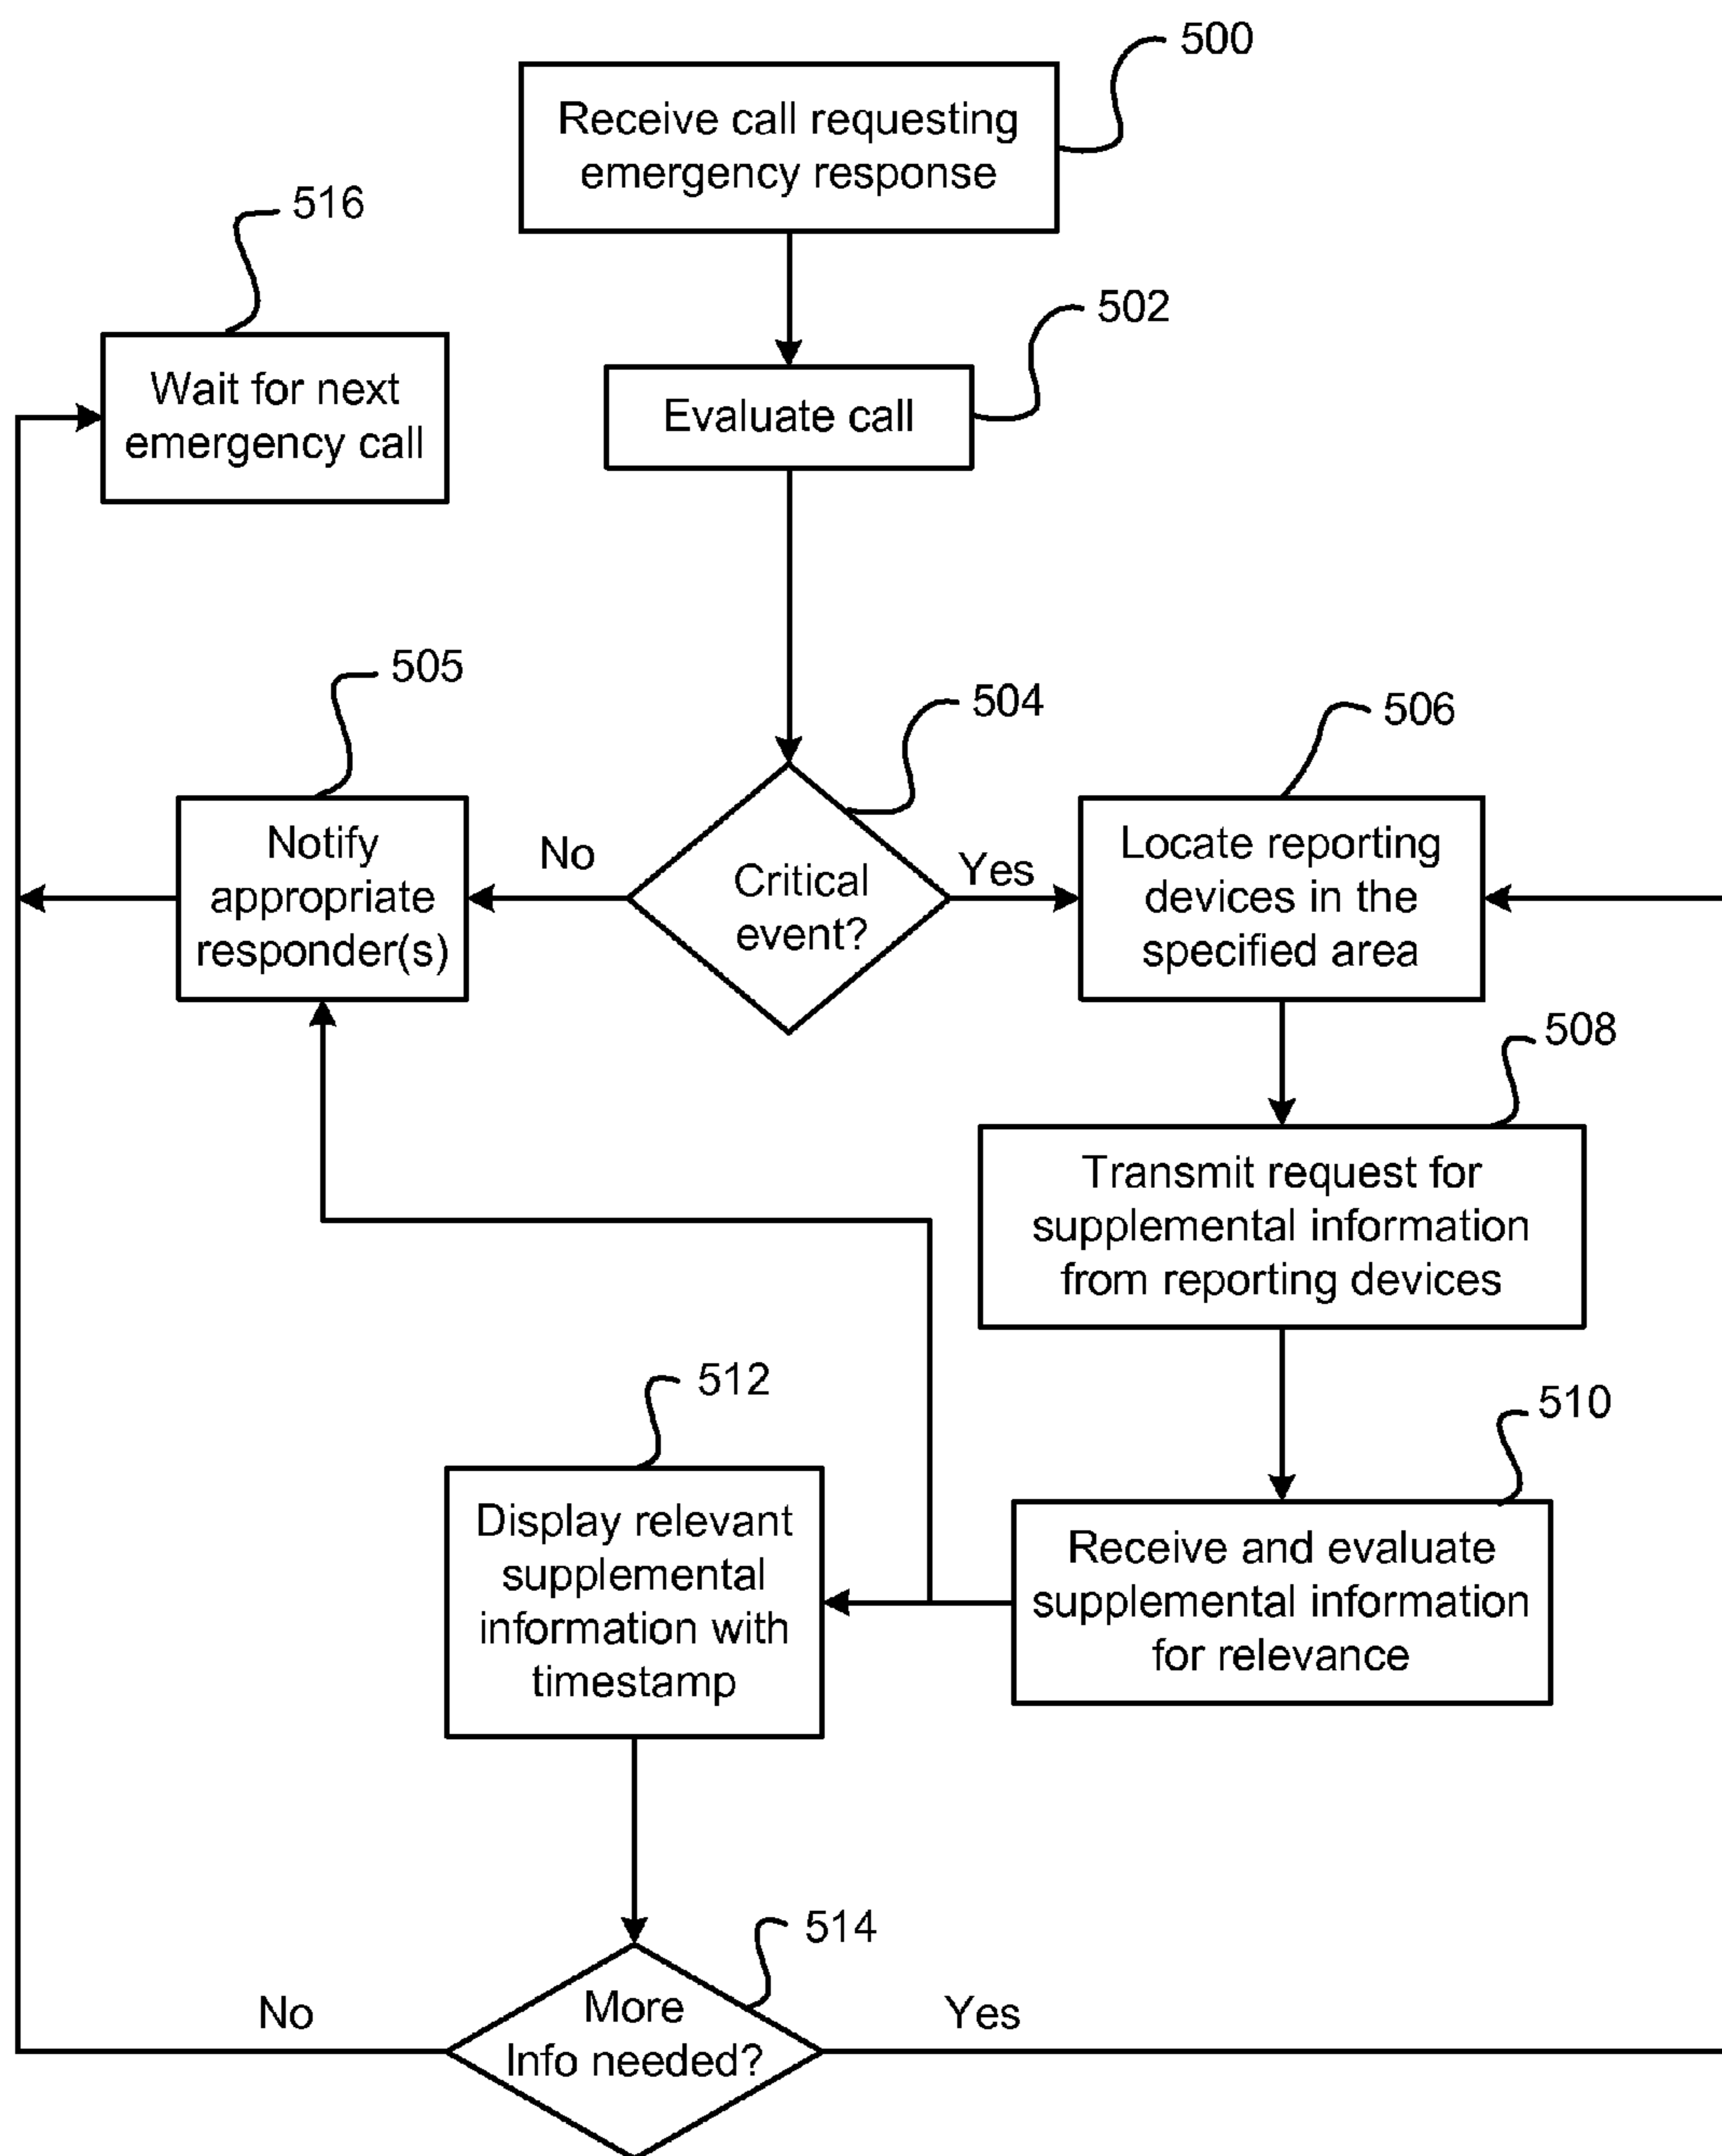 500
Receive call requesting
emergency response
516
502
Wait for next
emergency call
Evaluate call
505
504
506
Notify
appropriate
responder(s)
No
Critical
event?
Yes
Locate reporting
devices in the
specified area
508
Transmit request for
supplemental information
from reporting devices
512
510
Display relevant
supplemental
information with
timestamp
Receive and evaluate
supplemental information
for relevance
514
No
More
Info needed?
Yes